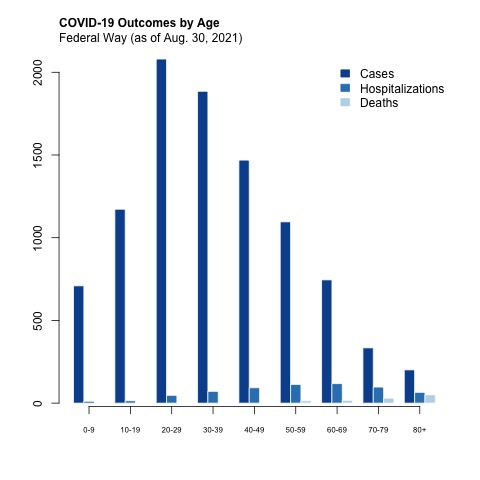 COVID-19 Outcomes by Age
Federal Way (as of Aug. 30, 2021)
Cases
Hospitalizations
Deaths
2000
1500
1000
500
0
0-9 10-19 20-29 30-39 40-49 50-59 60-69 70-79 80+